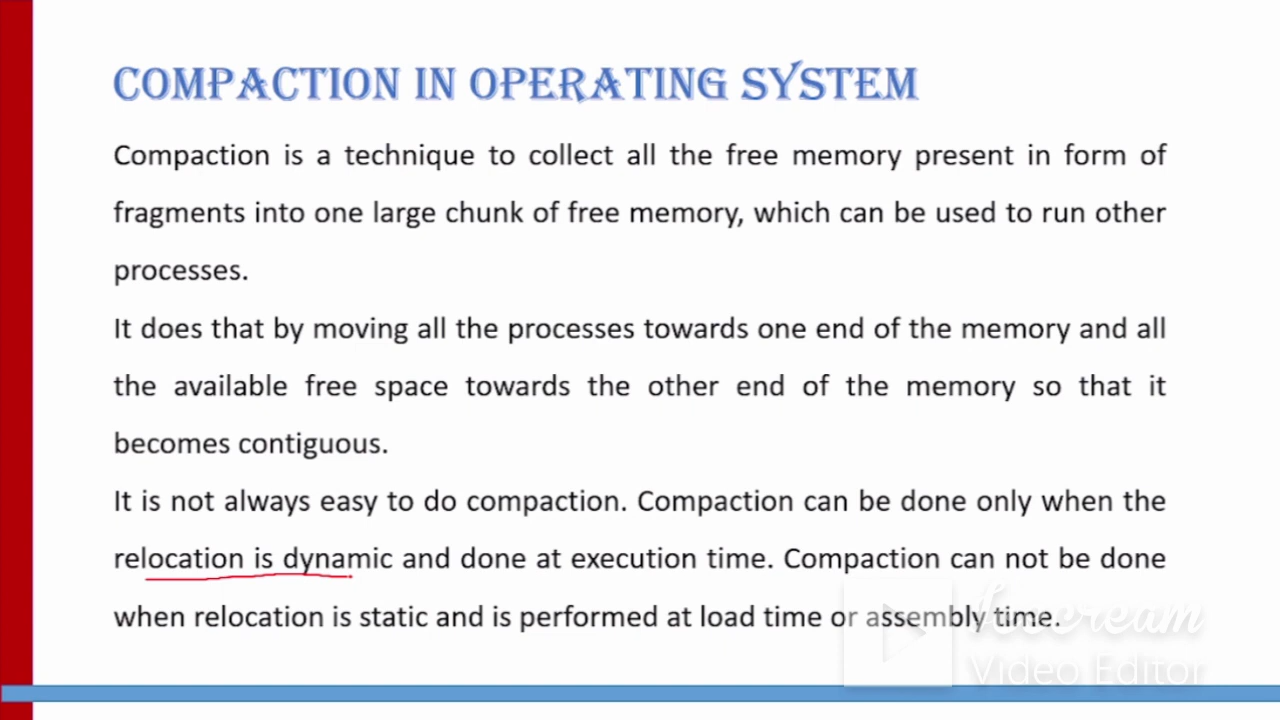 COMPACTION IN OPERATING SYSTEM
Compaction is a technique to collect all the free memory present in form of
fragments into one large chunk of free memory, which can be used to run other
processes.
It does that by moving all the processes towards one end of the memory and all
the available free space towards the other end of the memory so that it
becomes contiguous.
It is not always easy to do compaction. Compaction can be done only when the
relocation is dynamic and done at execution time. Compaction can not be done
when relocation is static and is performed at load time or assembly time.
Icecream
Video Editor